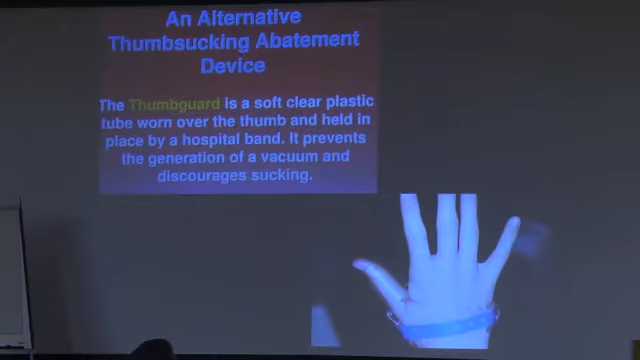 An Alternative
Thumbsucking Abatement
Device
The Thumbguard is a soft clear plastic
tube worn over the thumb and held in
place by a hospital band. It prevents
the generation of a vacuum and
discourages sucking.